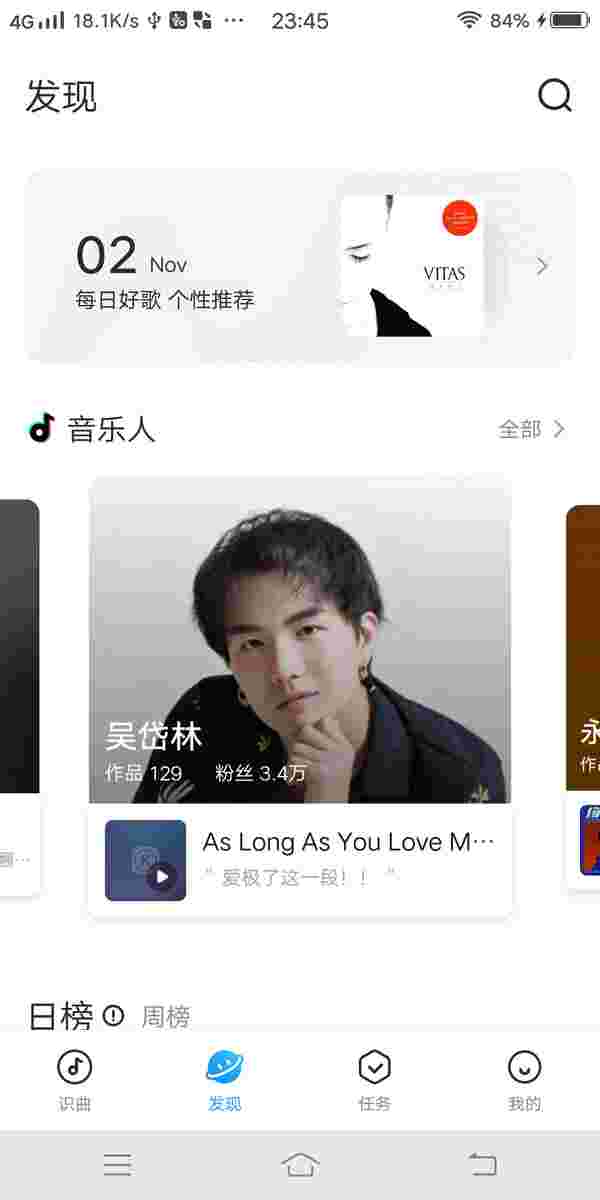 4G 18.1K/s ··· 23:45 84%
发现
02 Nov
每日好歌 个性推荐
VITAS
音乐人 全部
吴岱林
作品 129 粉丝 3.4万
As Long As You Love M···
“ 爱极了这一段！！ ”
永
作
日榜 周榜
识曲 发现 任务 我的